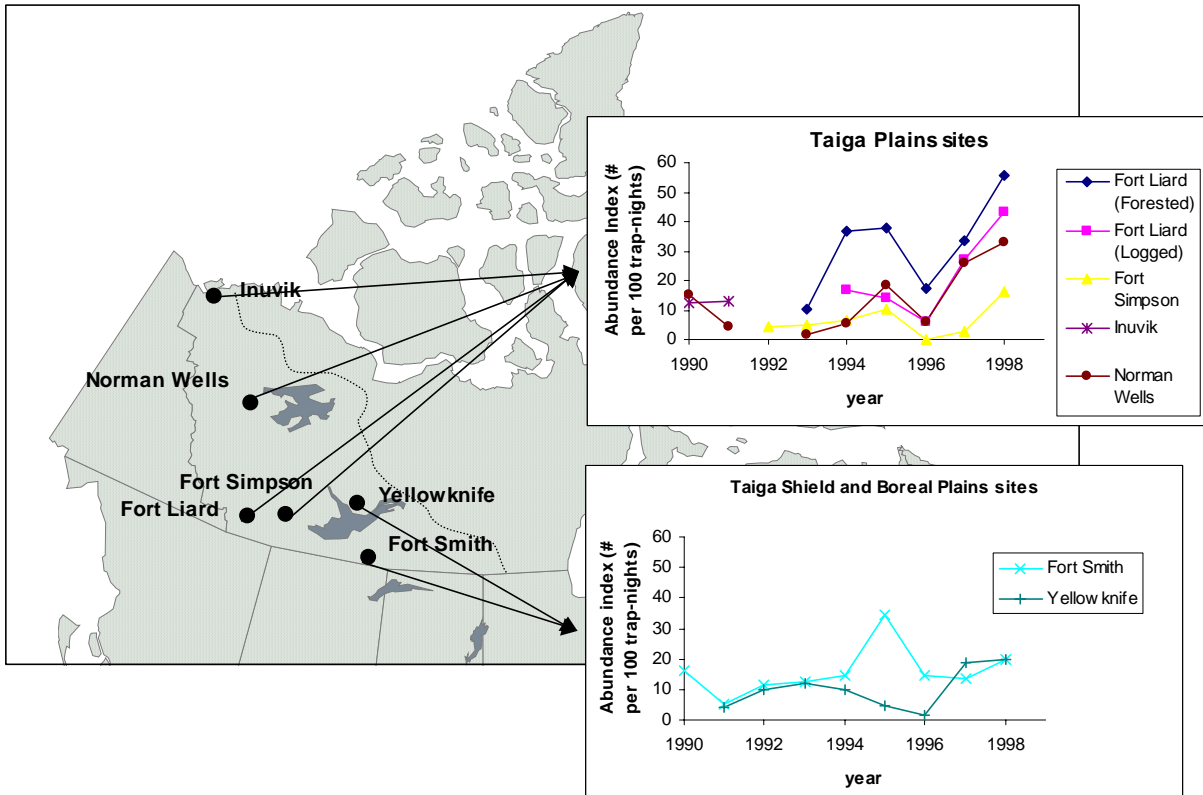 Inuvik
Norman Wells
Fort Simpson
Fort Liard
Yellowknife
Fort Smith
Taiga Plains sites
Abundance Index (#
per 100 trap-nights)
60
50
40
30
20
10
0
1990 1992 1994 1996 1998
year
Fort Liard
(Forested)
Fort Liard
(Logged)
Fort
Simpson
Inuvik
Norman
Wells
Taiga Shield and Boreal Plains sites
Abundance index (#
per 100 trap-nights)
60
50
40
30
20
10
0
1990 1992 1994 1996 1998
year
Fort Smith
Yellowknife